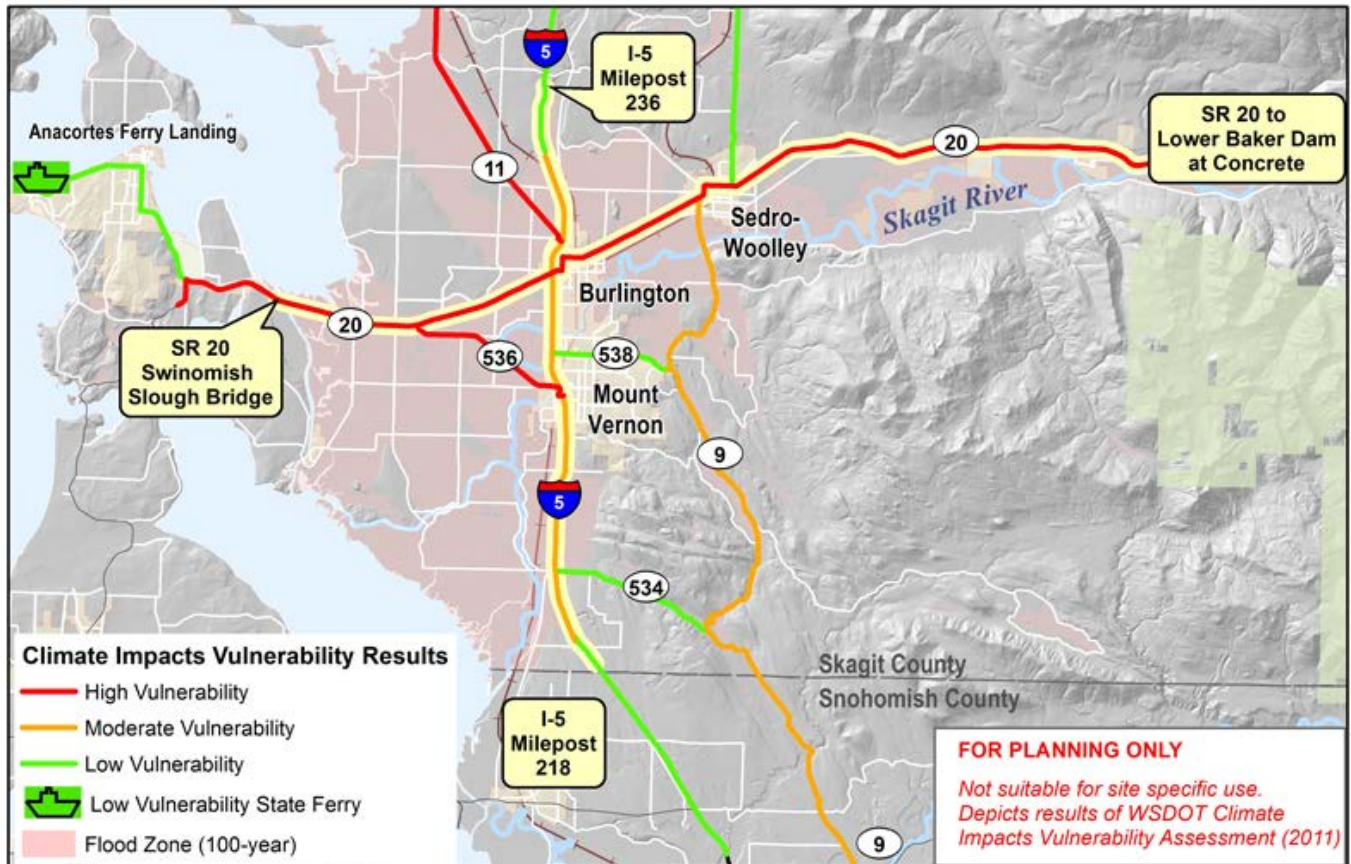 5
I-5
Milepost
236
Anacortes Ferry Landing
SR 20 to
Lower Baker Dam
at Concrete
11
20
Skagit River
Sedro-
Woolley
Burlington
20
SR 20
Swinomish
Slough Bridge
536
538
Mount
Vernon
9
5
534
Skagit County
Snohomish County
I-5
Milepost
218
9
Climate Impacts Vulnerability Results
High Vulnerability
Moderate Vulnerability
Low Vulnerability
Low Vulnerability State Ferry
Flood Zone (100-year)
FOR PLANNING ONLY
Not suitable for site specific use.
Depicts results of WSDOT Climate
Impacts Vulnerability Assessment (2011)